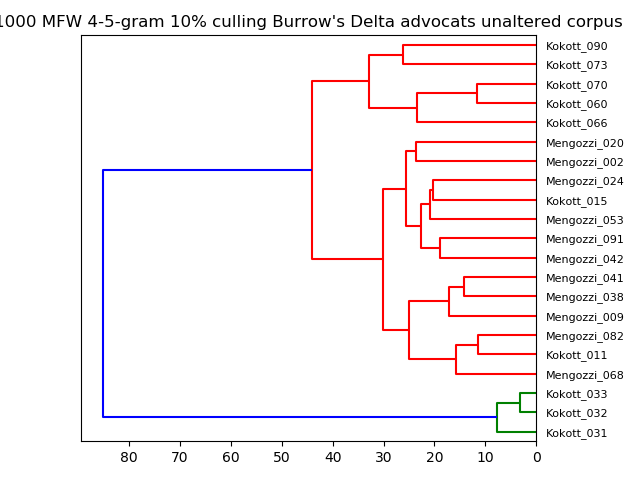 1000 MFW 4-5-gram 10% culling Burrow's Delta advocats unaltered corpus
Kokott_090
Kokott_073
Kokott_070
Kokott_060
Kokott_066
Mengozzi_020
Mengozzi_002
Mengozzi_024
Kokott_015
Mengozzi_053
Mengozzi_091
Mengozzi_042
Mengozzi_041
Mengozzi_038
Mengozzi_009
Mengozzi_082
Kokott_011
Mengozzi_068
Kokott_033
Kokott_032
Kokott_031
80 70 60 50 40 30 20 10 0